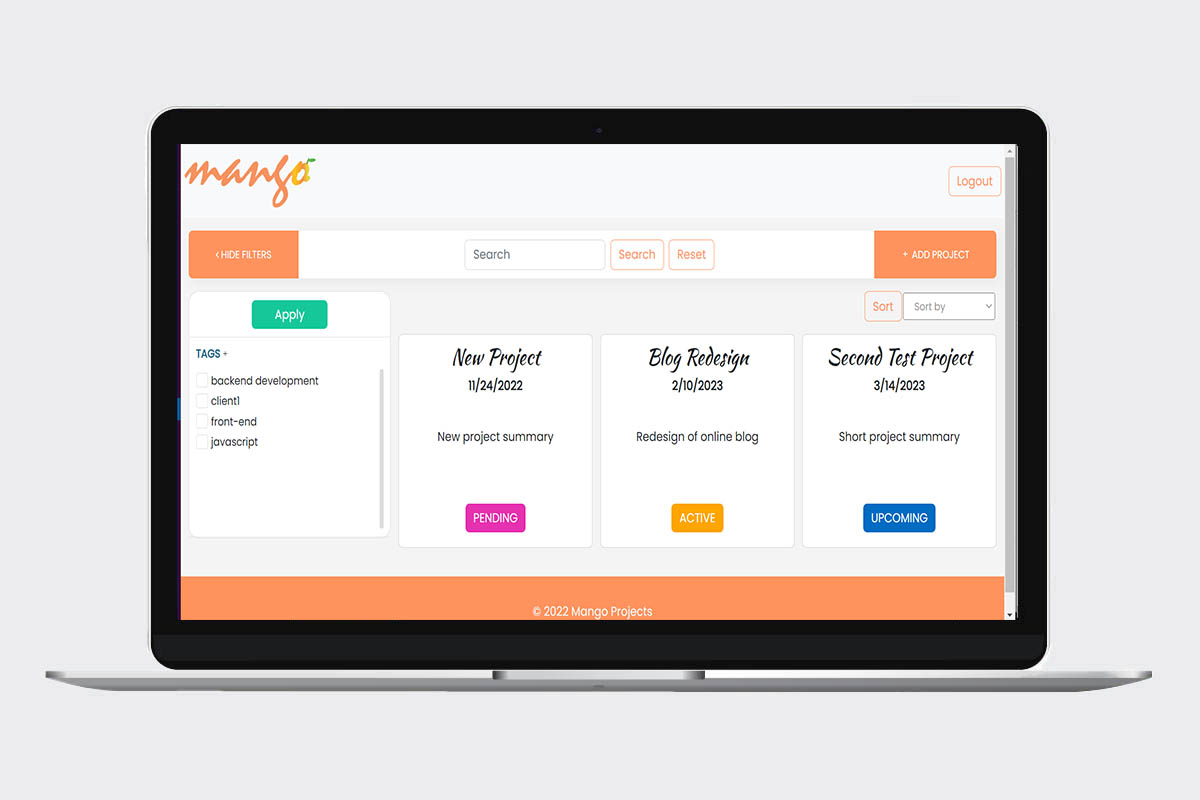 mango
Logout
‹ HIDE FILTERS
Search
Search
Reset
+ ADD PROJECT
Apply
Sort
Sort by
TAGS +
backend development
client1
front-end
javascript
New Project
11/24/2022
New project summary
PENDING
Blog Redesign
2/10/2023
Redesign of online blog
ACTIVE
Second Test Project
3/14/2023
Short project summary
UPCOMING
© 2022 Mango Projects